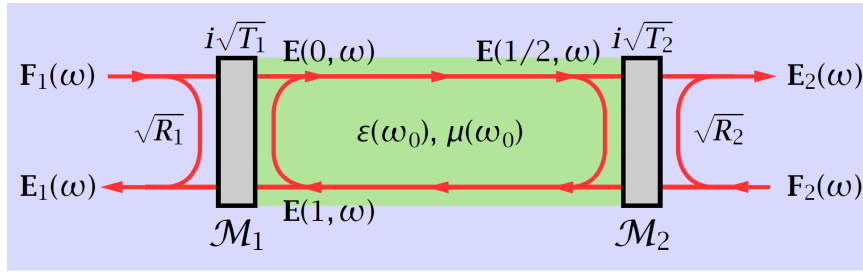 i√T₁ E(0, ω) E(1/2, ω) i√T₂
F₁(ω) E₂(ω)
√R₁ ε(ω₀), μ(ω₀) √R₂
E₁(ω) F₂(ω)
E(1, ω)
ℳ₁ ℳ₂